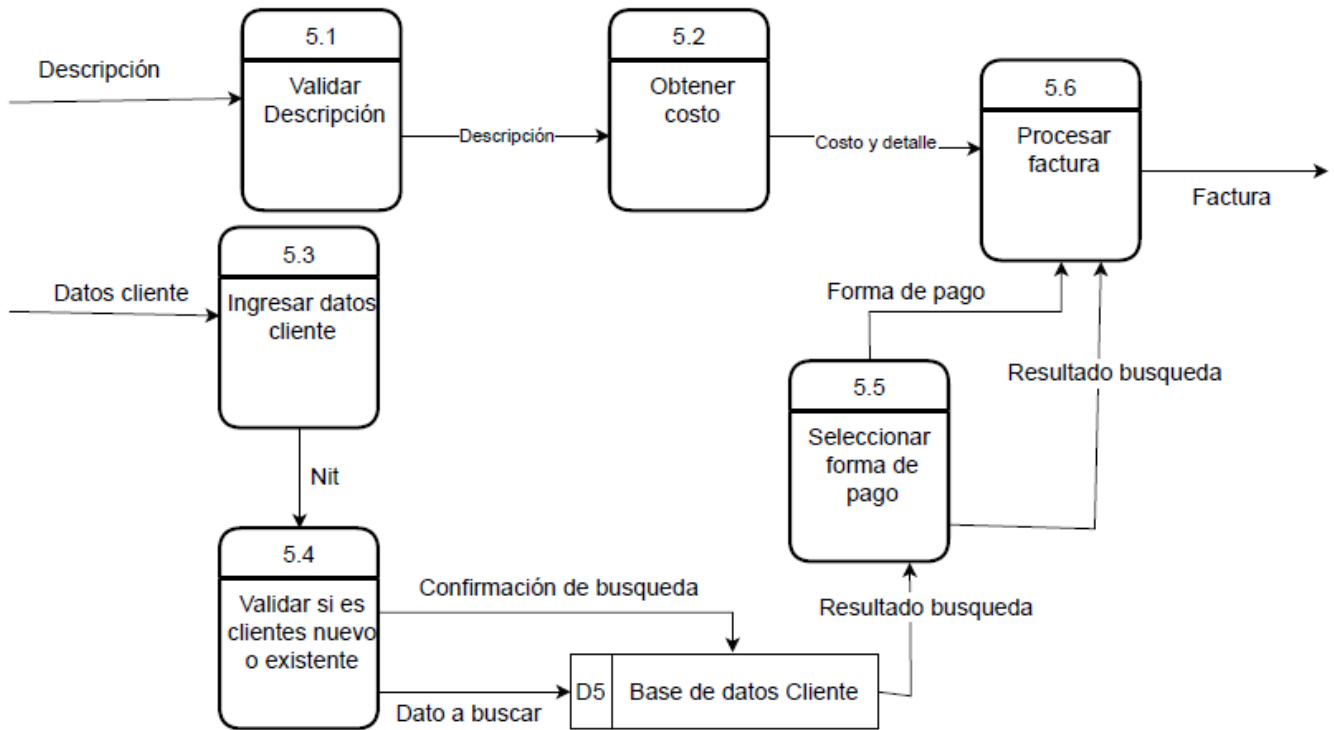 5.1
Validar
Descripción
Descripción
Descripción
5.2
Obtener
costo
Costo y detalle
5.6
Procesar
factura
Factura
Datos cliente
5.3
Ingresar datos
cliente
Nit
5.4
Validar si es
clientes nuevo
o existente
Confirmación de busqueda
Dato a buscar
D5
Base de datos Cliente
Resultado busqueda
5.5
Seleccionar
forma de
pago
Forma de pago
Resultado busqueda